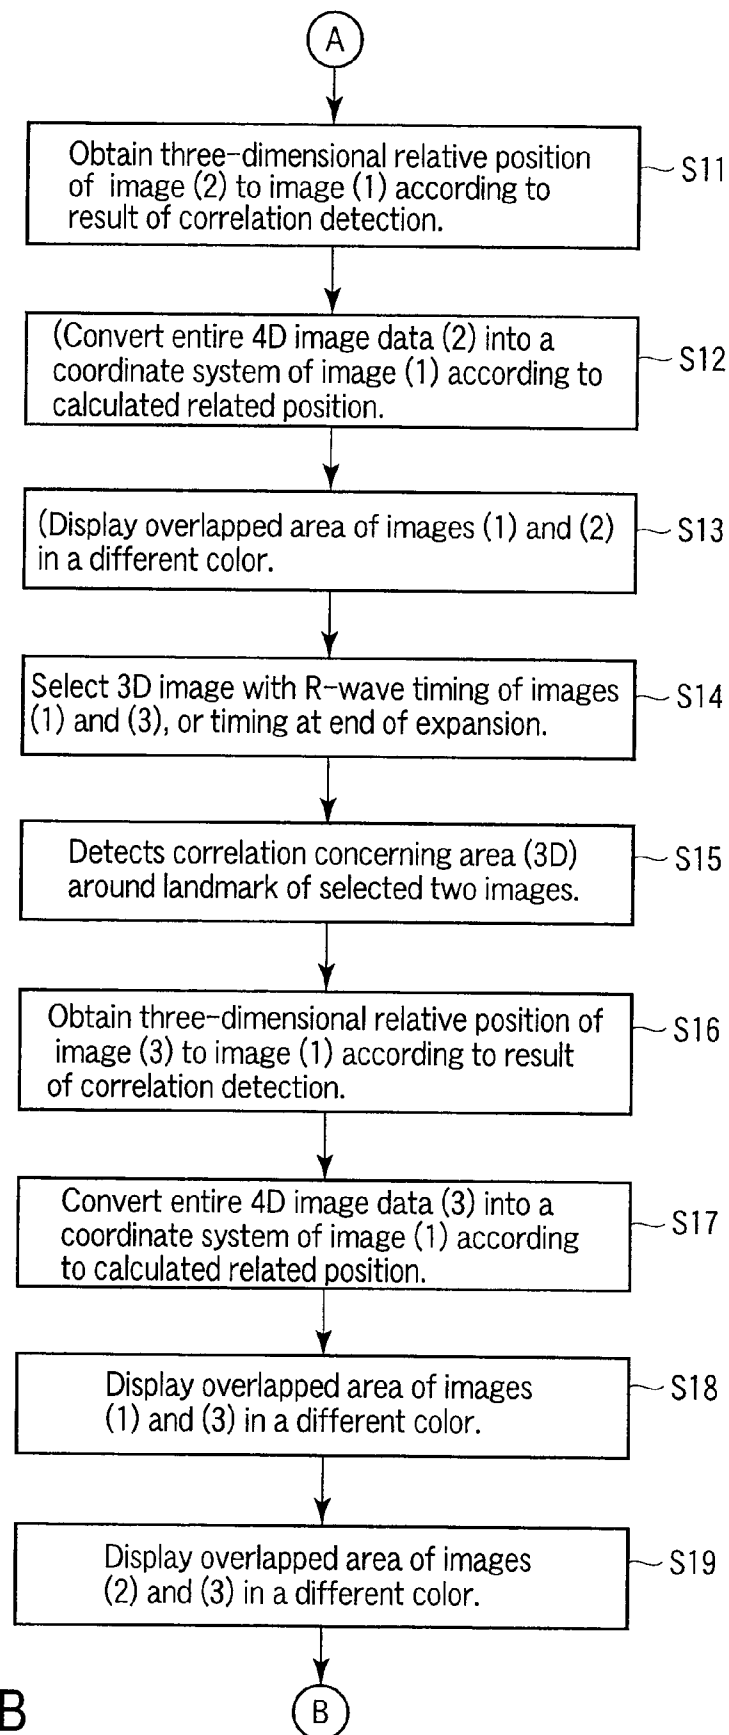 A
Obtain three-dimensional relative position
of image (2) to image (1) according to
result of correlation detection.
S11
(Convert entire 4D image data (2) into a
coordinate system of image (1) according to
calculated related position.
S12
(Display overlapped area of images (1) and (2)
in a different color.
S13
Select 3D image with R-wave timing of images
(1) and (3), or timing at end of expansion.
S14
Detects correlation concerning area (3D)
around landmark of selected two images.
S15
Obtain three-dimensional relative position of
image (3) to image (1) according to result
of correlation detection.
S16
Convert entire 4D image data (3) into a
coordinate system of image (1) according
to calculated related position.
S17
Display overlapped area of images
(1) and (3) in a different color.
S18
Display overlapped area of images
(2) and (3) in a different color.
S19
B
B